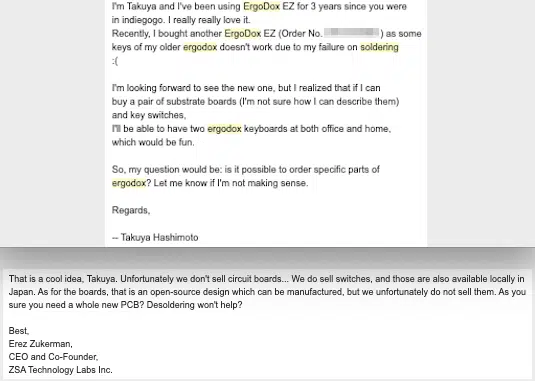 I'm Takuya and I've been using ErgoDox EZ for 3 years since you were
in indiegogo. I really really love it.
Recently, I bought another ErgoDox EZ (Order No. ) as some
keys of my older ergodox doesn't work due to my failure on soldering
:(
I'm looking forward to see the new one, but I realized that if I can
buy a pair of substrate boards (I'm not sure how I can describe them)
and key switches,
I'll be able to have two ergodox keyboards at both office and home,
which would be fun.
So, my question would be: is it possible to order specific parts of
ergodox? Let me know if I'm not making sense.
Regards,
-- Takuya Hashimoto
That is a cool idea, Takuya. Unfortunately we don't sell circuit boards... We do sell switches, and those are also available locally in
Japan. As for the boards, that is an open-source design which can be manufactured, but we unfortunately do not sell them. As you
sure you need a whole new PCB? Desoldering won't help?
Best,
Erez Zukerman,
CEO and Co-Founder,
ZSA Technology Labs Inc.